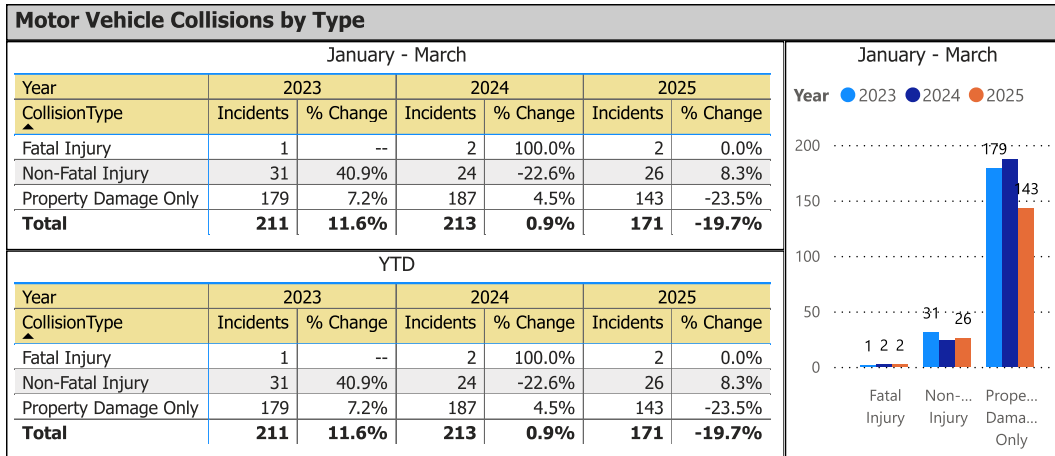 Motor Vehicle Collisions by Type
January - March
Year 2023 2024 2025
CollisionType Incidents % Change Incidents % Change Incidents % Change
Fatal Injury 1 -- 2 100.0% 2 0.0%
Non-Fatal Injury 31 40.9% 24 -22.6% 26 8.3%
Property Damage Only 179 7.2% 187 4.5% 143 -23.5%
Total 211 11.6% 213 0.9% 171 -19.7%
YTD
Year 2023 2024 2025
CollisionType Incidents % Change Incidents % Change Incidents % Change
Fatal Injury 1 -- 2 100.0% 2 0.0%
Non-Fatal Injury 31 40.9% 24 -22.6% 26 8.3%
Property Damage Only 179 7.2% 187 4.5% 143 -23.5%
Total 211 11.6% 213 0.9% 171 -19.7%
January - March
Year 2023 2024 2025
200
179
150
143
100
50
31 26
1 2 2
0
Fatal Non-... Prope...
Injury Injury Dama...
Only